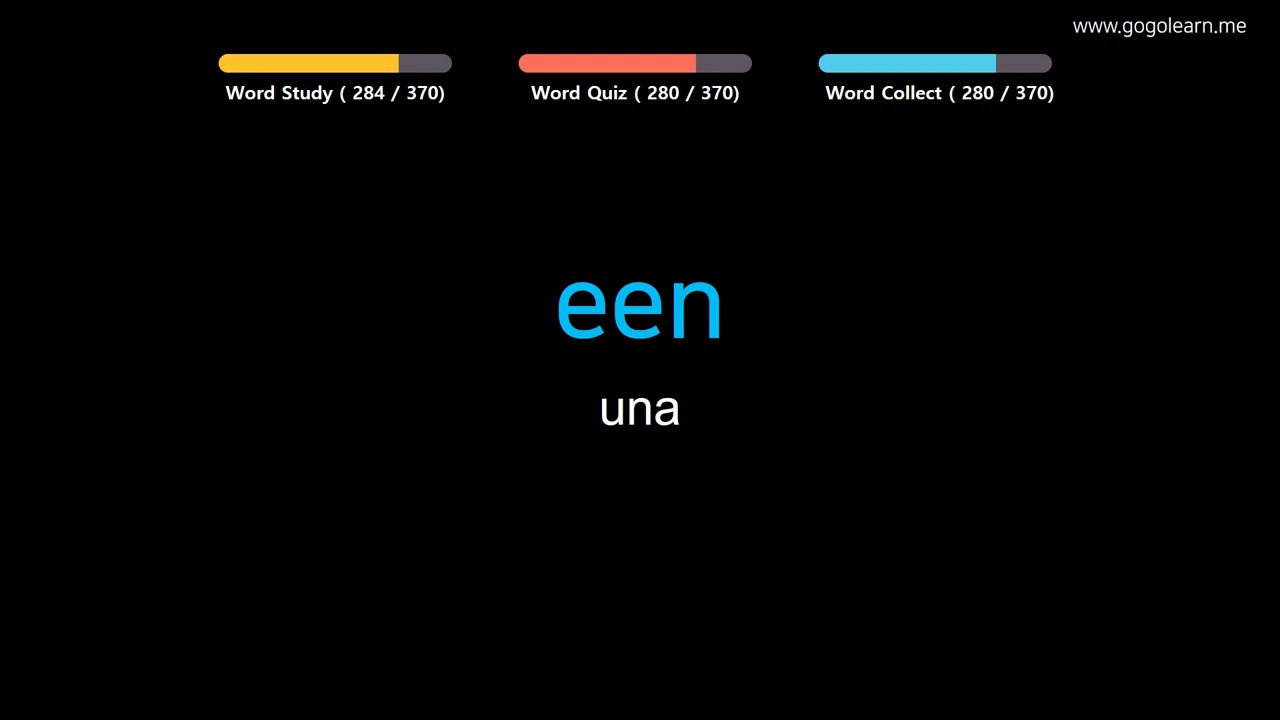 www.gogolearn.me
Word Study ( 284 / 370)
Word Quiz ( 280 / 370)
Word Collect ( 280 / 370)
een
una